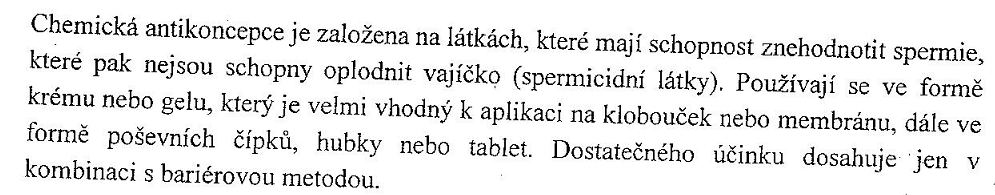 Chemická antikoncepce je založena na látkách, které mají schopnost znehodnotit spermie,
které pak nejsou schopny oplodnit vajíčko (spermicidní látky). Používají se ve formě
krému nebo gelu, který je velmi vhodný k aplikaci na klobouček nebo membránu, dále ve
formě poševních čípků, hubky nebo tablet. Dostatečného účinku dosahuje jen v
kombinaci s bariérovou metodou.